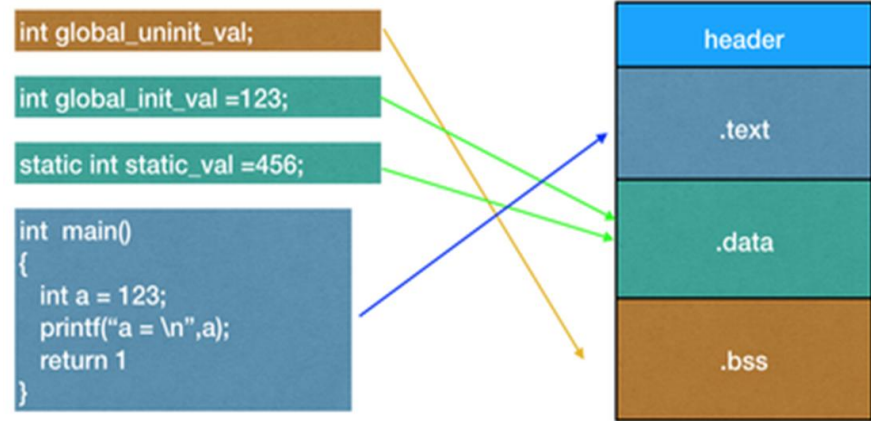 int global_uninit_val;
int global_init_val =123;
static int static_val =456;
int main()
{
int a = 123;
printf(“a = \n”,a);
return 1
}
header
.text
.data
.bss